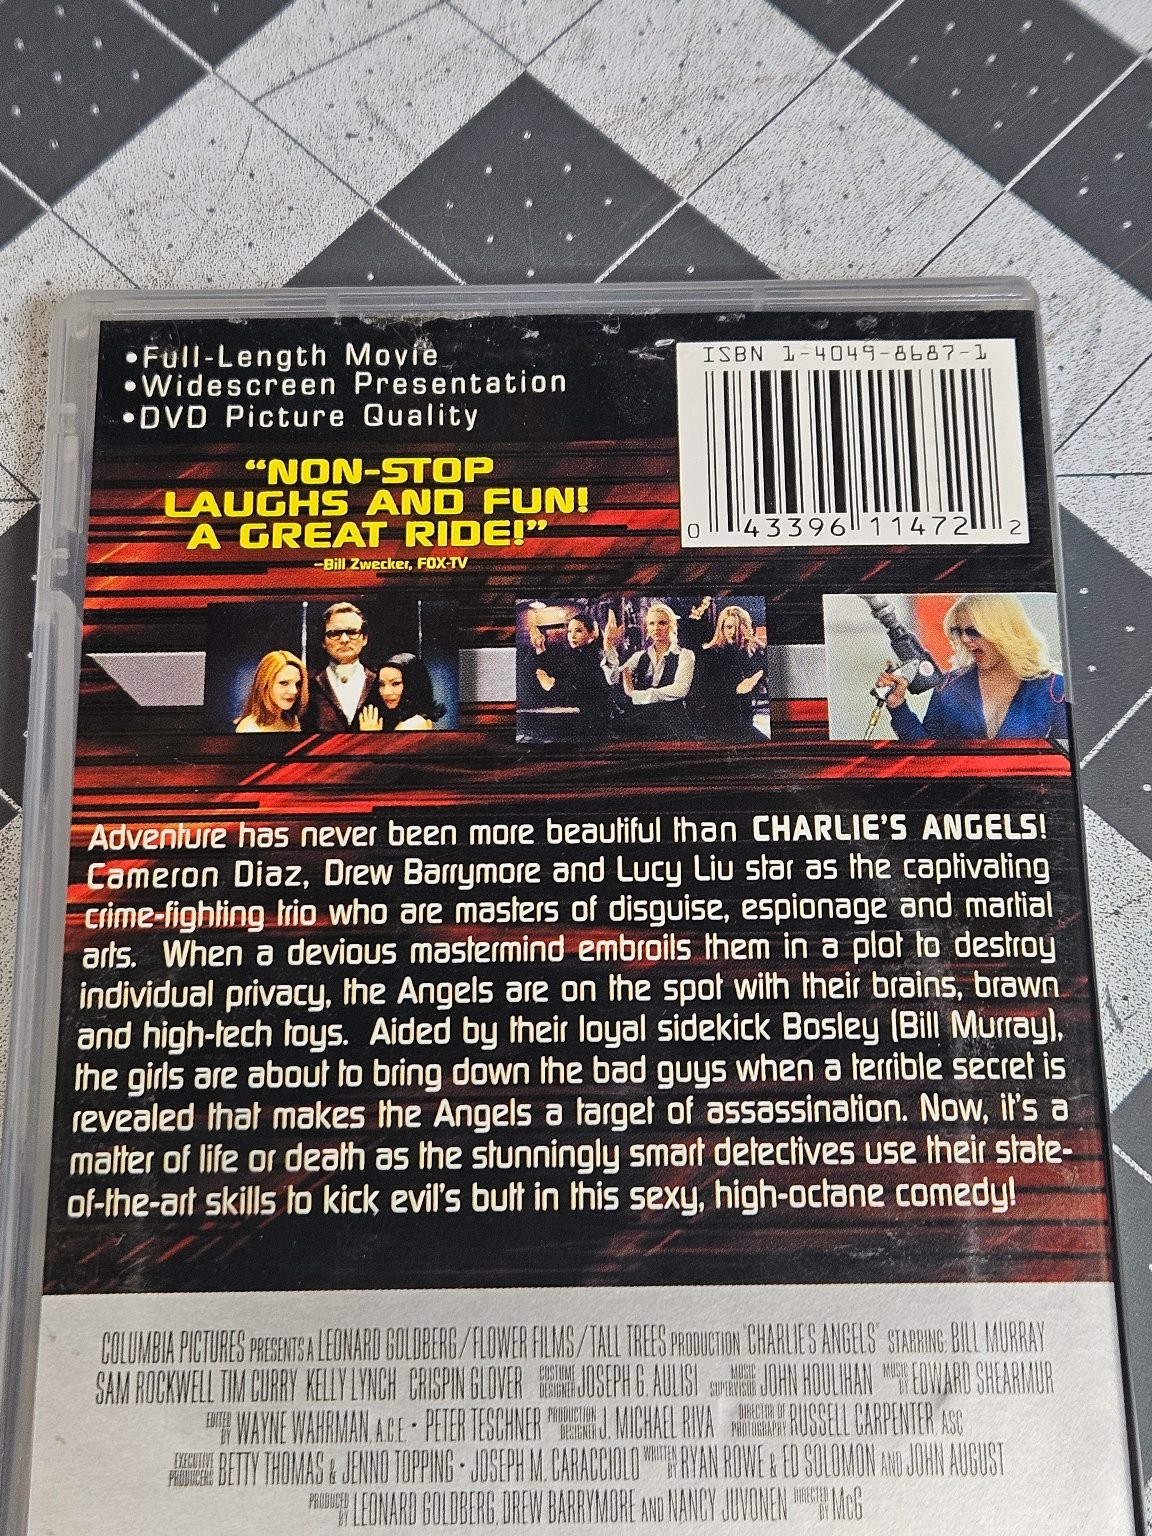 •Full-Length Movie
•Widescreen Presentation
•DVD Picture Quality
ISBN 1-4049-8687-1
0 43396 11472 2
"NON-STOP
LAUGHS AND FUN!
A GREAT RIDE!"
–Bill Zwecker, FOX-TV
Adventure has never been more beautiful than CHARLIE'S ANGELS!
Cameron Diaz, Drew Barrymore and Lucy Liu star as the captivating
crime-fighting trio who are masters of disguise, espionage and martial
arts. When a devious mastermind embroils them in a plot to destroy
individual privacy, the Angels are on the spot with their brains, brawn
and high-tech toys. Aided by their loyal sidekick Bosley (Bill Murray),
the girls are about to bring down the bad guys when a terrible secret is
revealed that makes the Angels a target of assassination. Now, it's a
matter of life or death as the stunningly smart detectives use their state-
of-the-art skills to kick evil's butt in this sexy, high-octane comedy!
COLUMBIA PICTURES PRESENTS A LEONARD GOLDBERG/FLOWER FILMS/TALL TREES PRODUCTION "CHARLIE'S ANGELS" STARRING BILL MURRAY
SAM ROCKWELL TIM CURRY KELLY LYNCH CRISPIN GLOVER COSTUME DESIGNER JOSEPH G. AULISI MUSIC SUPERVISOR JOHN HOULIHAN MUSIC BY EDWARD SHEARMUR
EDITED BY WAYNE WAHRMAN, A.C.E. • PETER TESCHNER PRODUCTION DESIGNER J. MICHAEL RIVA DIRECTOR OF PHOTOGRAPHY RUSSELL CARPENTER, ASC
EXECUTIVE PRODUCERS BETTY THOMAS & JENNO TOPPING • JOSEPH M. CARACCIOLO WRITTEN BY RYAN ROWE & ED SOLOMON AND JOHN AUGUST
PRODUCED BY LEONARD GOLDBERG, DREW BARRYMORE AND NANCY JUVONEN DIRECTED BY McG